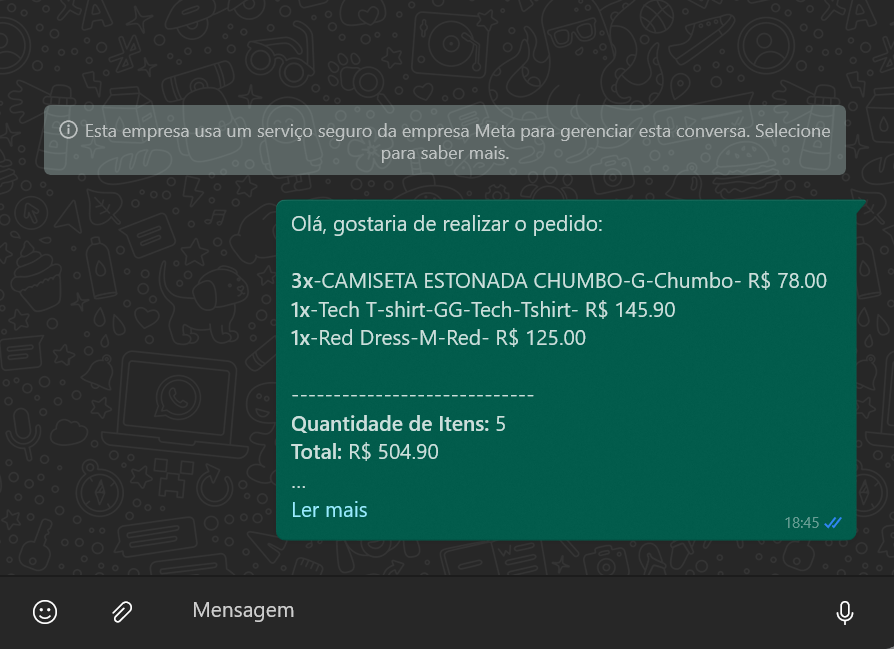 Esta empresa usa um serviço seguro da empresa Meta para gerenciar esta conversa. Selecione
para saber mais.
Olá, gostaria de realizar o pedido:
3x-CAMISETA ESTONADA CHUMBO-G-Chumbo- R$ 78.00
1x-Tech T-shirt-GG-Tech-Tshirt- R$ 145.90
1x-Red Dress-M-Red- R$ 125.00
-----------------------------
Quantidade de Itens: 5
Total: R$ 504.90
...
Ler mais
18:45
Mensagem